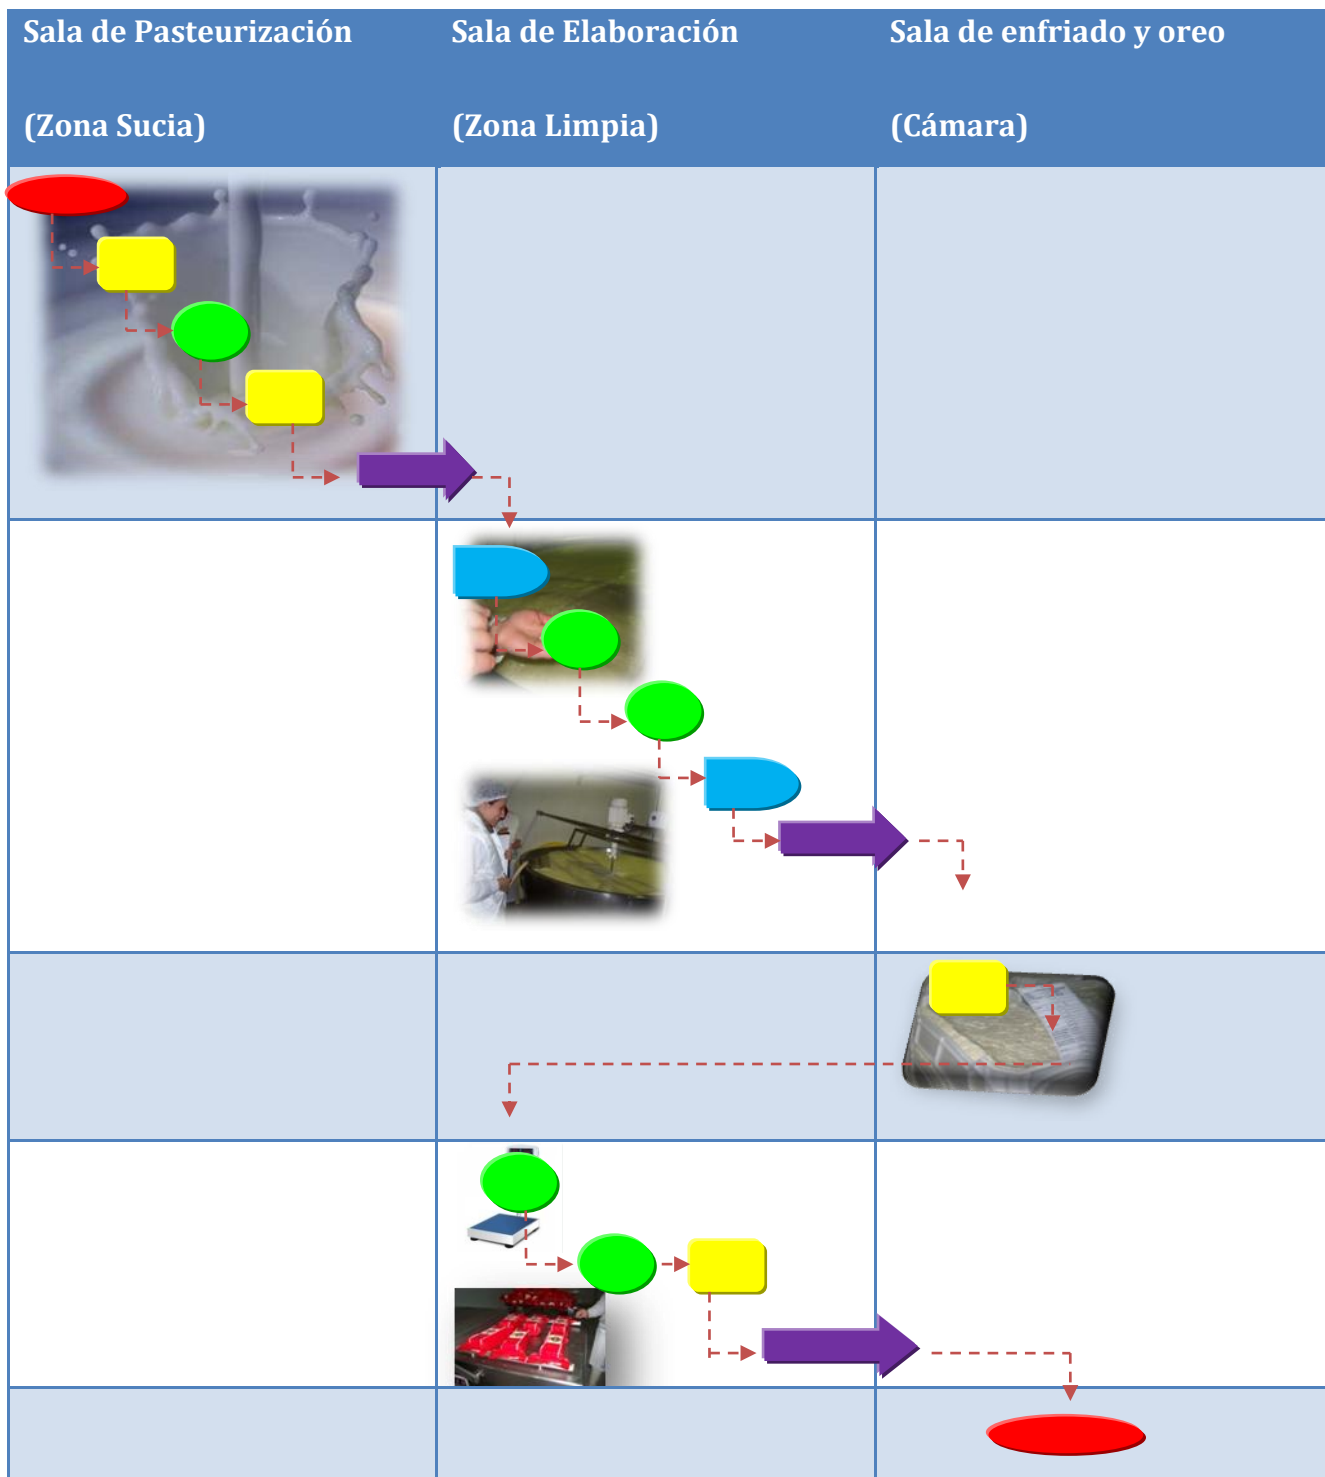 Sala de Pasteurización
(Zona Sucia)
Sala de Elaboración
(Zona Limpia)
Sala de enfriado y oreo
(Cámara)